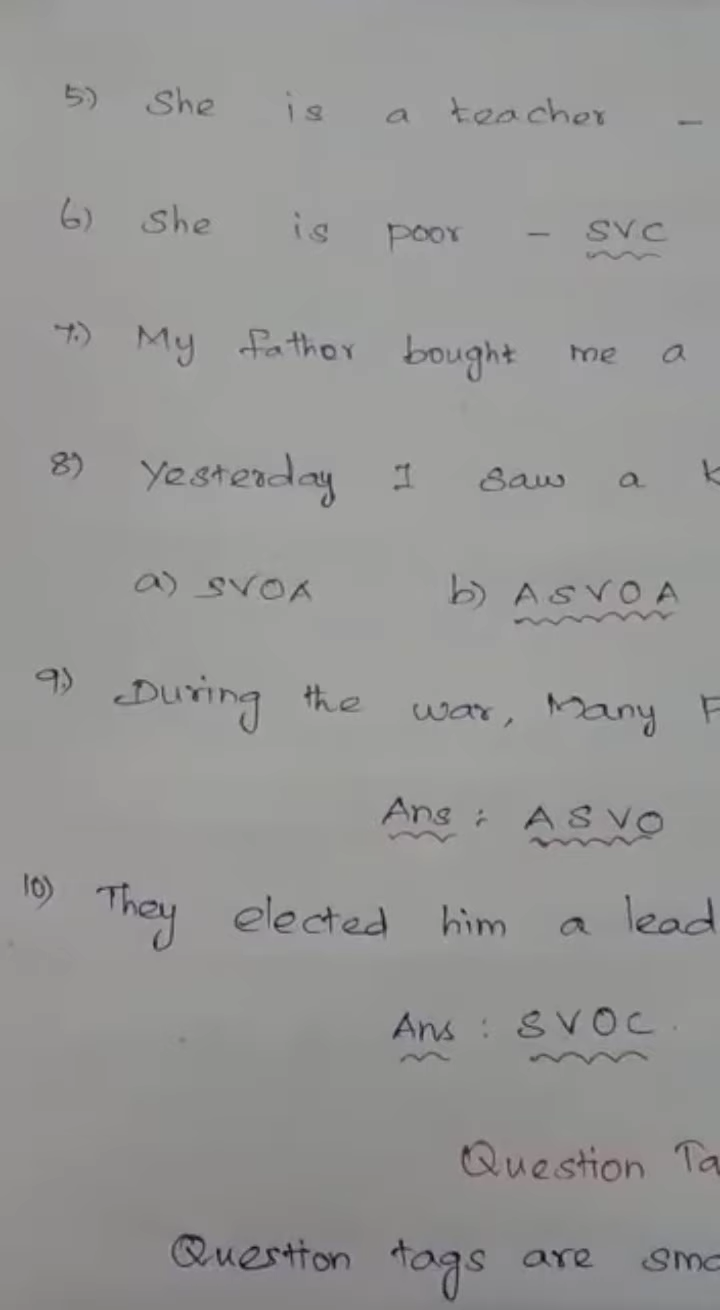 5) She is a teacher -
6) She is poor - SVC
7.) My fathor bought me a
8) Yesterday I saw a
a) SVOA b) ASVOA
9.) During the war, Many
Ans : ASVO
10) They elected him a lead
Ans : SVOC.
Question Ta
Question tags are sma